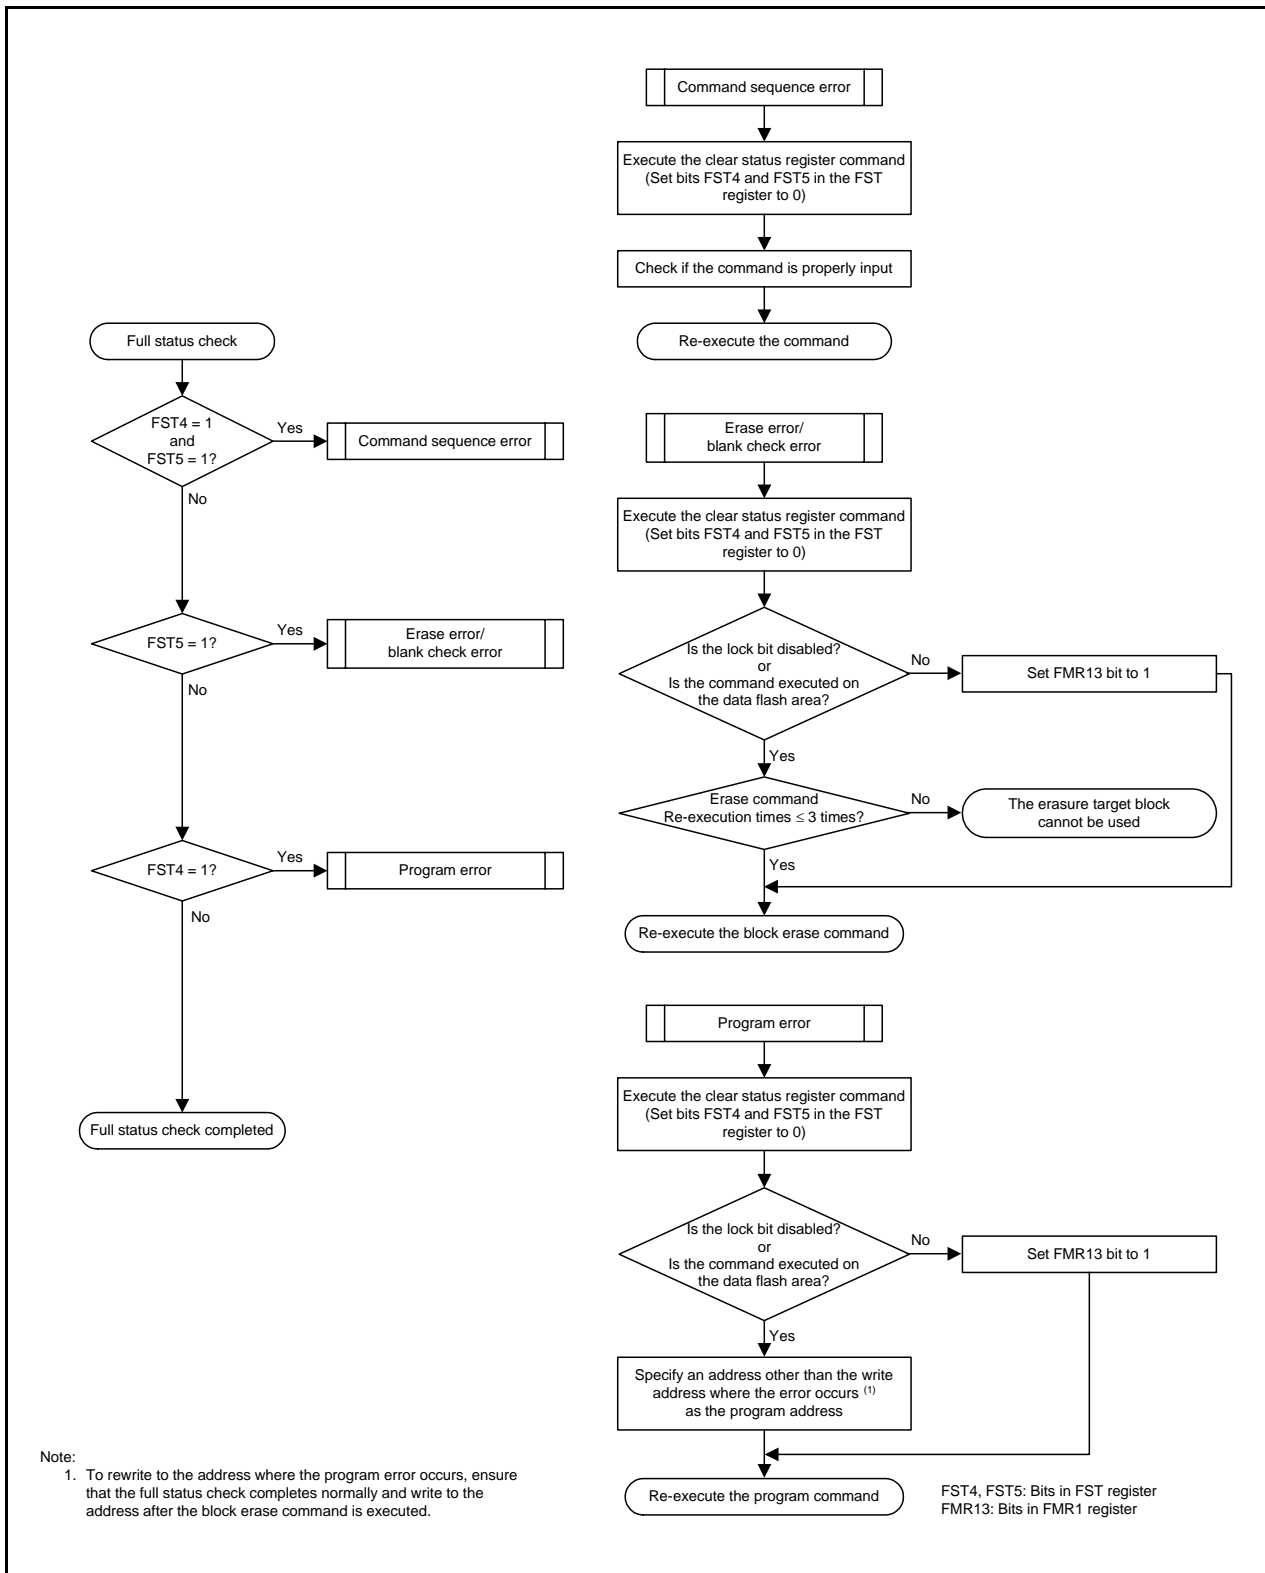 Full status check
FST4 = 1
and
FST5 = 1?
Yes
Command sequence error
No
FST5 = 1?
Yes
Erase error/
blank check error
No
FST4 = 1?
Yes
Program error
No
Full status check completed
Command sequence error
Execute the clear status register command
(Set bits FST4 and FST5 in the FST
register to 0)
Check if the command is properly input
Re-execute the command
Erase error/
blank check error
Execute the clear status register command
(Set bits FST4 and FST5 in the FST
register to 0)
Is the lock bit disabled?
or
Is the command executed on
the data flash area?
No
Set FMR13 bit to 1
Yes
Erase command
Re-execution times ≤ 3 times?
No
The erasure target block
cannot be used
Yes
Re-execute the block erase command
Program error
Execute the clear status register command
(Set bits FST4 and FST5 in the FST
register to 0)
Is the lock bit disabled?
or
Is the command executed on
the data flash area?
No
Set FMR13 bit to 1
Yes
Specify an address other than the write
address where the error occurs (1)
as the program address
Re-execute the program command
Note:
1. To rewrite to the address where the program error occurs, ensure
that the full status check completes normally and write to the
address after the block erase command is executed.
FST4, FST5: Bits in FST register
FMR13: Bits in FMR1 register